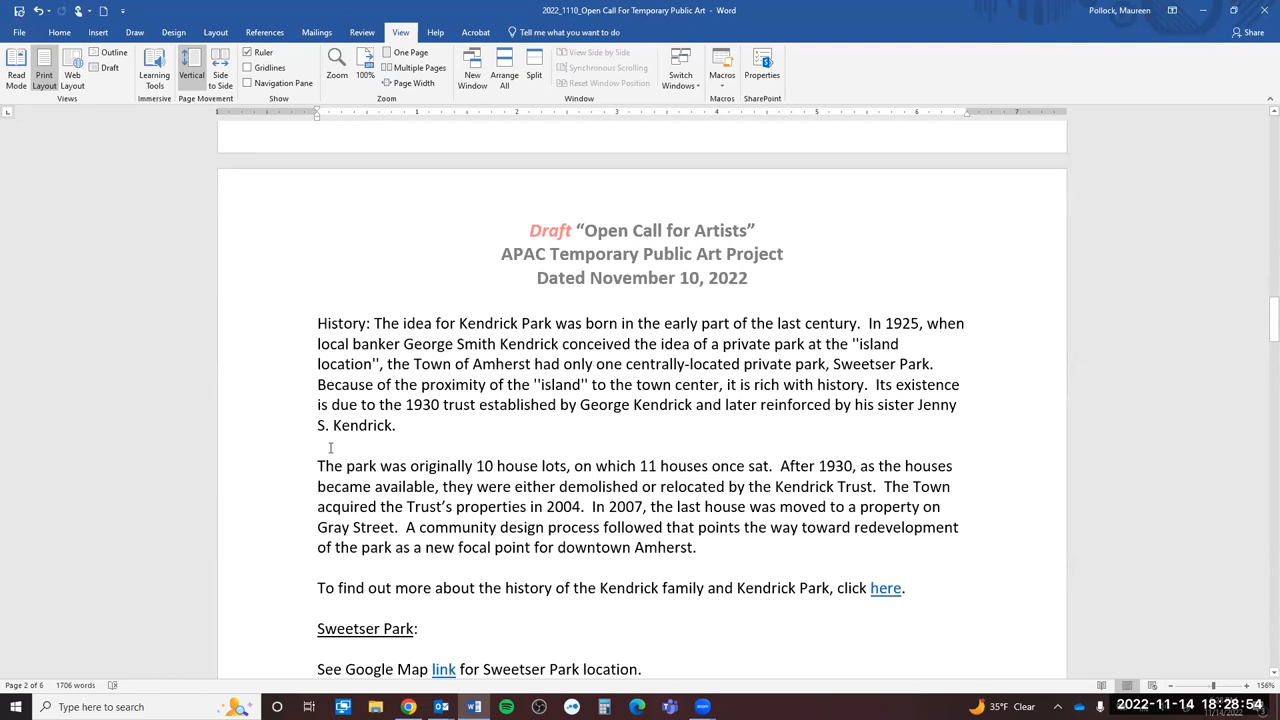 2022_1110_Open Call For Temporary Public Art - Word
Pollock, Maureen
File Home Insert Draw Design Layout References Mailings Review View Help Acrobat Tell me what you want to do Share
Read Mode
Print Layout
Web Layout
Outline
Draft
Views
Learning Tools
Immersive
Vertical
Side to Side
Page Movement
Ruler
Gridlines
Navigation Pane
Show
Zoom
100%
One Page
Multiple Pages
Page Width
Zoom
New Window
Arrange All
Split
View Side by Side
Synchronous Scrolling
Reset Window Position
Window
Switch Windows
Macros
Macros
Properties
SharePoint
1 1 2 3 4 5 6 7
Draft “Open Call for Artists”
APAC Temporary Public Art Project
Dated November 10, 2022
History: The idea for Kendrick Park was born in the early part of the last century. In 1925, when
local banker George Smith Kendrick conceived the idea of a private park at the ''island
location'', the Town of Amherst had only one centrally-located private park, Sweetser Park.
Because of the proximity of the ''island'' to the town center, it is rich with history. Its existence
is due to the 1930 trust established by George Kendrick and later reinforced by his sister Jenny
S. Kendrick.
The park was originally 10 house lots, on which 11 houses once sat. After 1930, as the houses
became available, they were either demolished or relocated by the Kendrick Trust. The Town
acquired the Trust’s properties in 2004. In 2007, the last house was moved to a property on
Gray Street. A community design process followed that points the way toward redevelopment
of the park as a new focal point for downtown Amherst.
To find out more about the history of the Kendrick family and Kendrick Park, click here.
Sweetser Park:
See Google Map link for Sweetser Park location.
Page 2 of 6 1706 words
156%
Type here to search
35°F Clear
2022-11-14 18:28:54